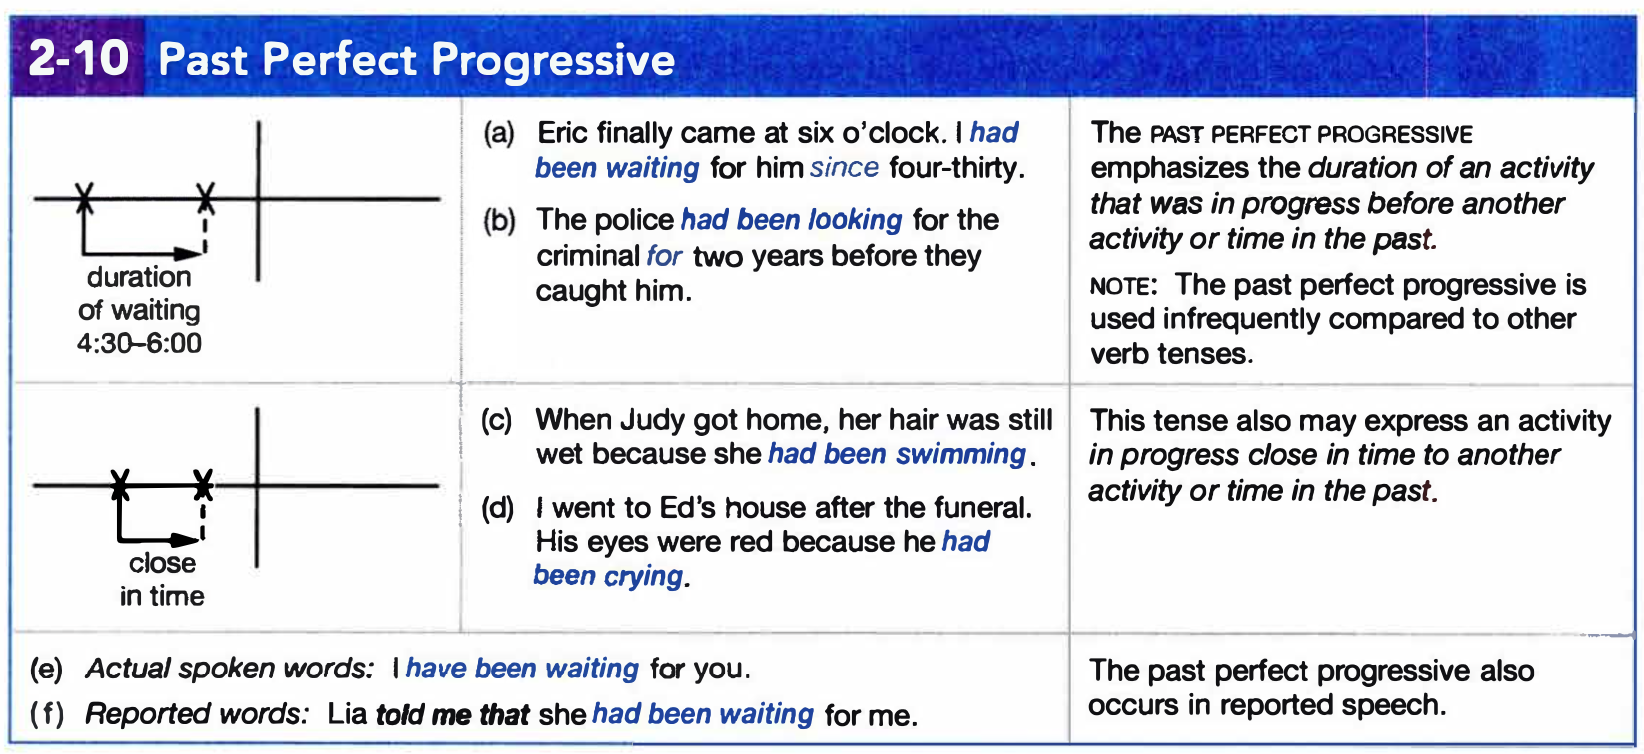 2-10 Past Perfect Progressive
duration
of waiting
4:30–6:00
(a) Eric finally came at six o'clock. I had
been waiting for him since four-thirty.
(b) The police had been looking for the
criminal for two years before they
caught him.
The PAST PERFECT PROGRESSIVE
emphasizes the duration of an activity
that was in progress before another
activity or time in the past.
NOTE: The past perfect progressive is
used infrequently compared to other
verb tenses.
close
in time
(c) When Judy got home, her hair was still
wet because she had been swimming.
(d) I went to Ed's house after the funeral.
His eyes were red because he had
been crying.
This tense also may express an activity
in progress close in time to another
activity or time in the past.
(e) Actual spoken words: I have been waiting for you.
(f) Reported words: Lia told me that she had been waiting for me.
The past perfect progressive also
occurs in reported speech.